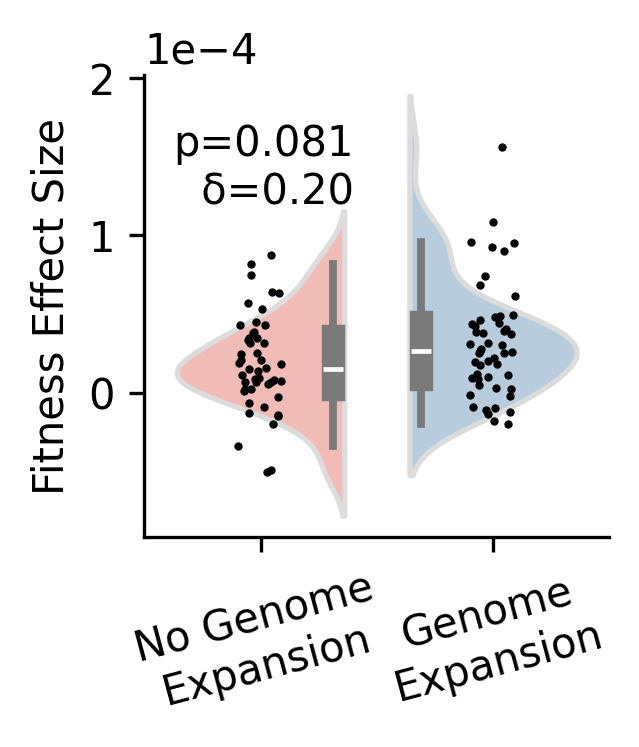 1e−4
2
1
0
Fitness Effect Size
p=0.081
δ=0.20
No Genome
Expansion
Genome
Expansion